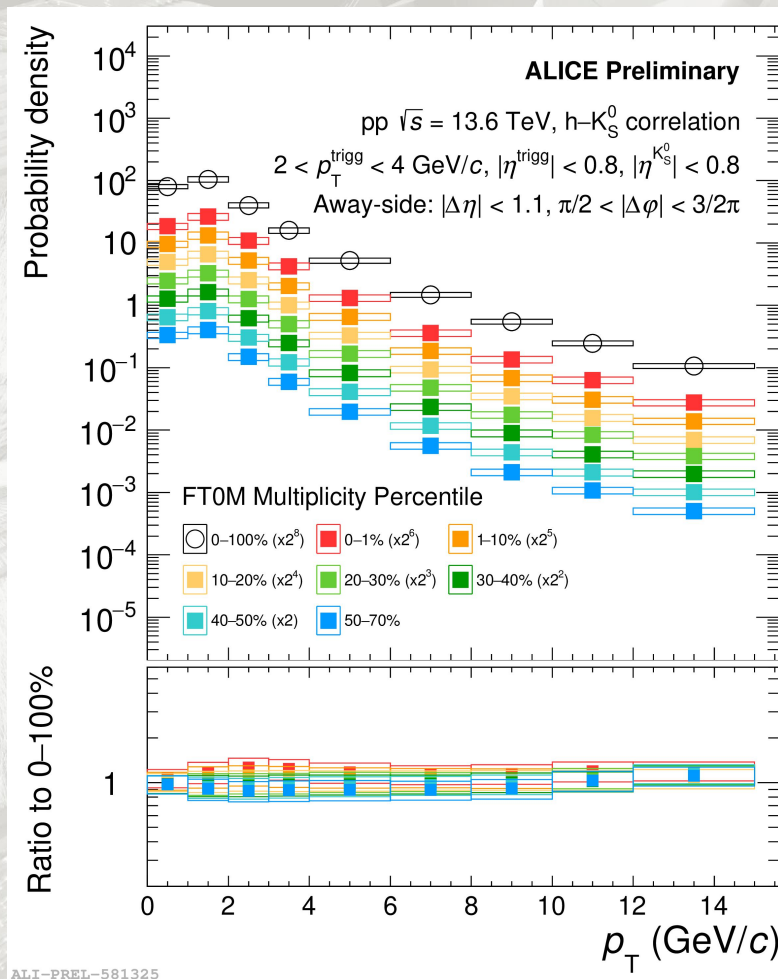 Probability density
10⁴
10³
10²
10
1
10⁻¹
10⁻²
10⁻³
10⁻⁴
10⁻⁵
ALICE Preliminary
pp √s = 13.6 TeV, h–K⁰_S correlation
2 < p_T^trigg < 4 GeV/c, |η^trigg| < 0.8, |η^K⁰_S| < 0.8
Away-side: |Δη| < 1.1, π/2 < |Δφ| < 3/2π
FT0M Multiplicity Percentile
0–100% (x2⁸) 0–1% (x2⁶) 1–10% (x2⁵)
10–20% (x2⁴) 20–30% (x2³) 30–40% (x2²)
40–50% (x2) 50–70%
Ratio to 0–100%
1
0 2 4 6 8 10 12 14
p_T (GeV/c)
ALI-PREL-581325